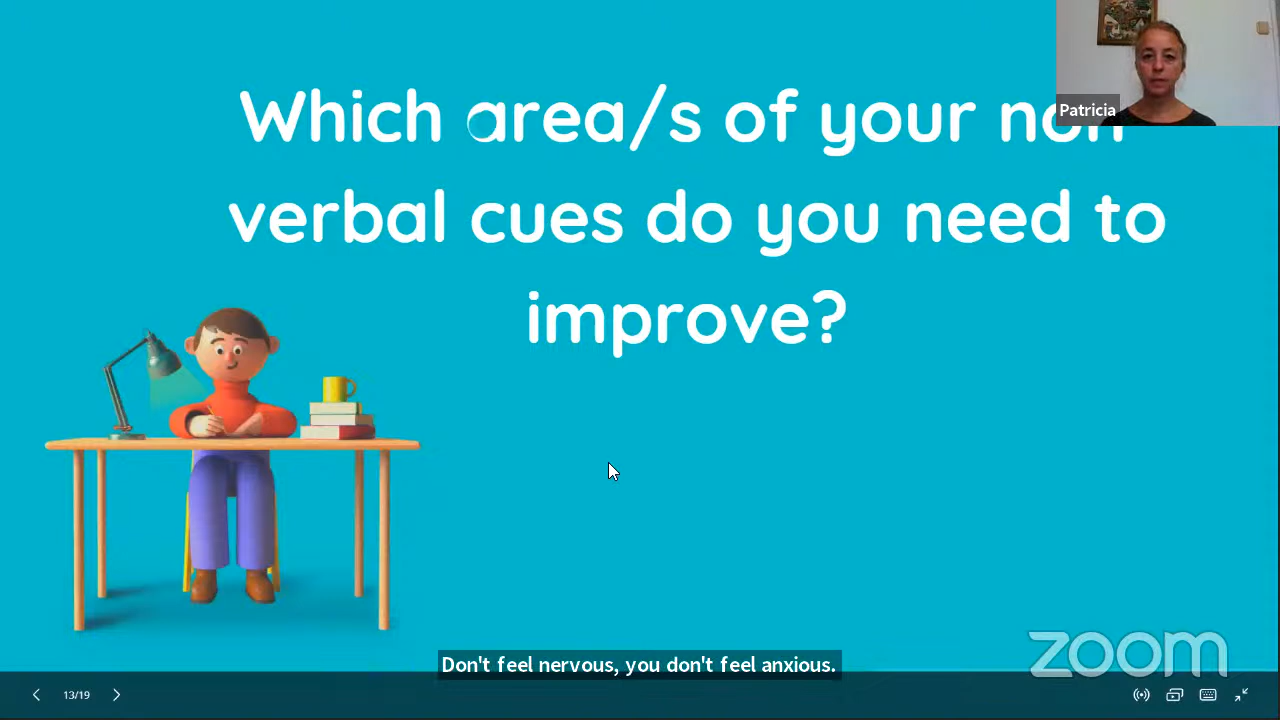 Which area/s of your non
verbal cues do you need to
improve?
Patricia
Don't feel nervous, you don't feel anxious.
zoom
13/19